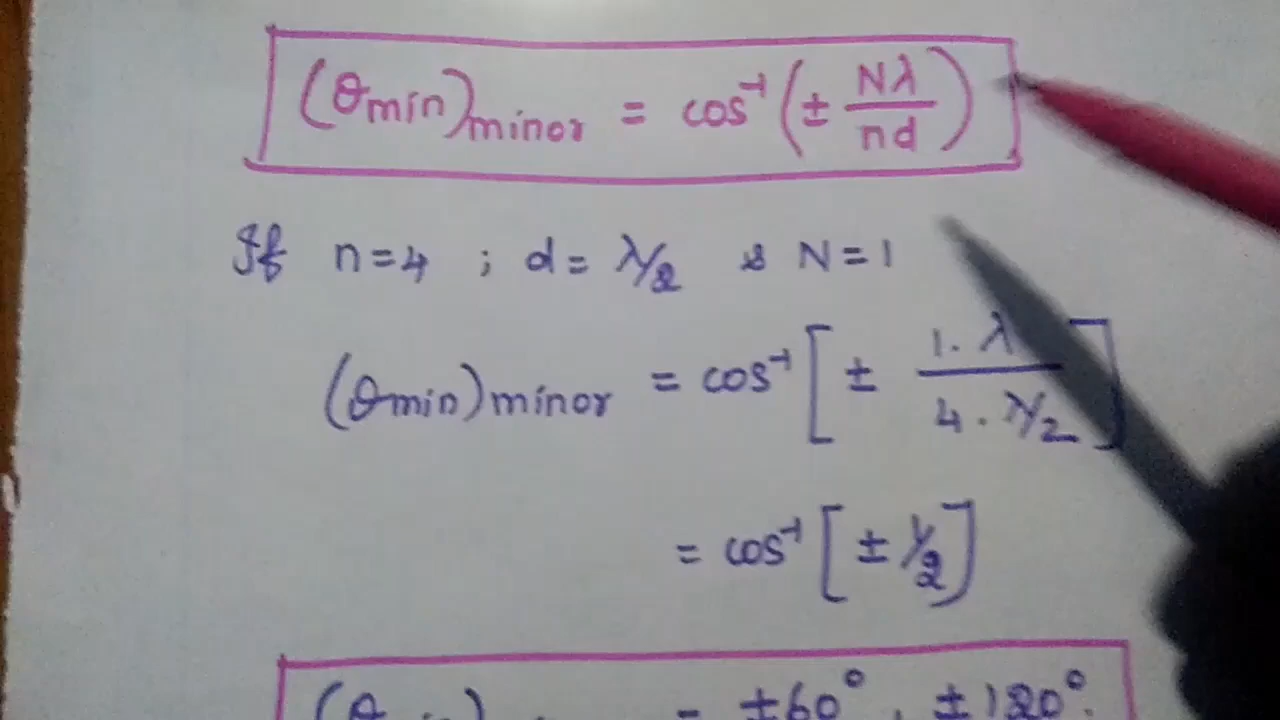 (θmin)minor = cos⁻¹(± Nλ/nd)
If n=4 ; d= λ/2 & N=1
(θmin)minor = cos⁻¹[± 1.λ/4.λ/2]
= cos⁻¹[± 1/2]
= ±60°, ±120°.